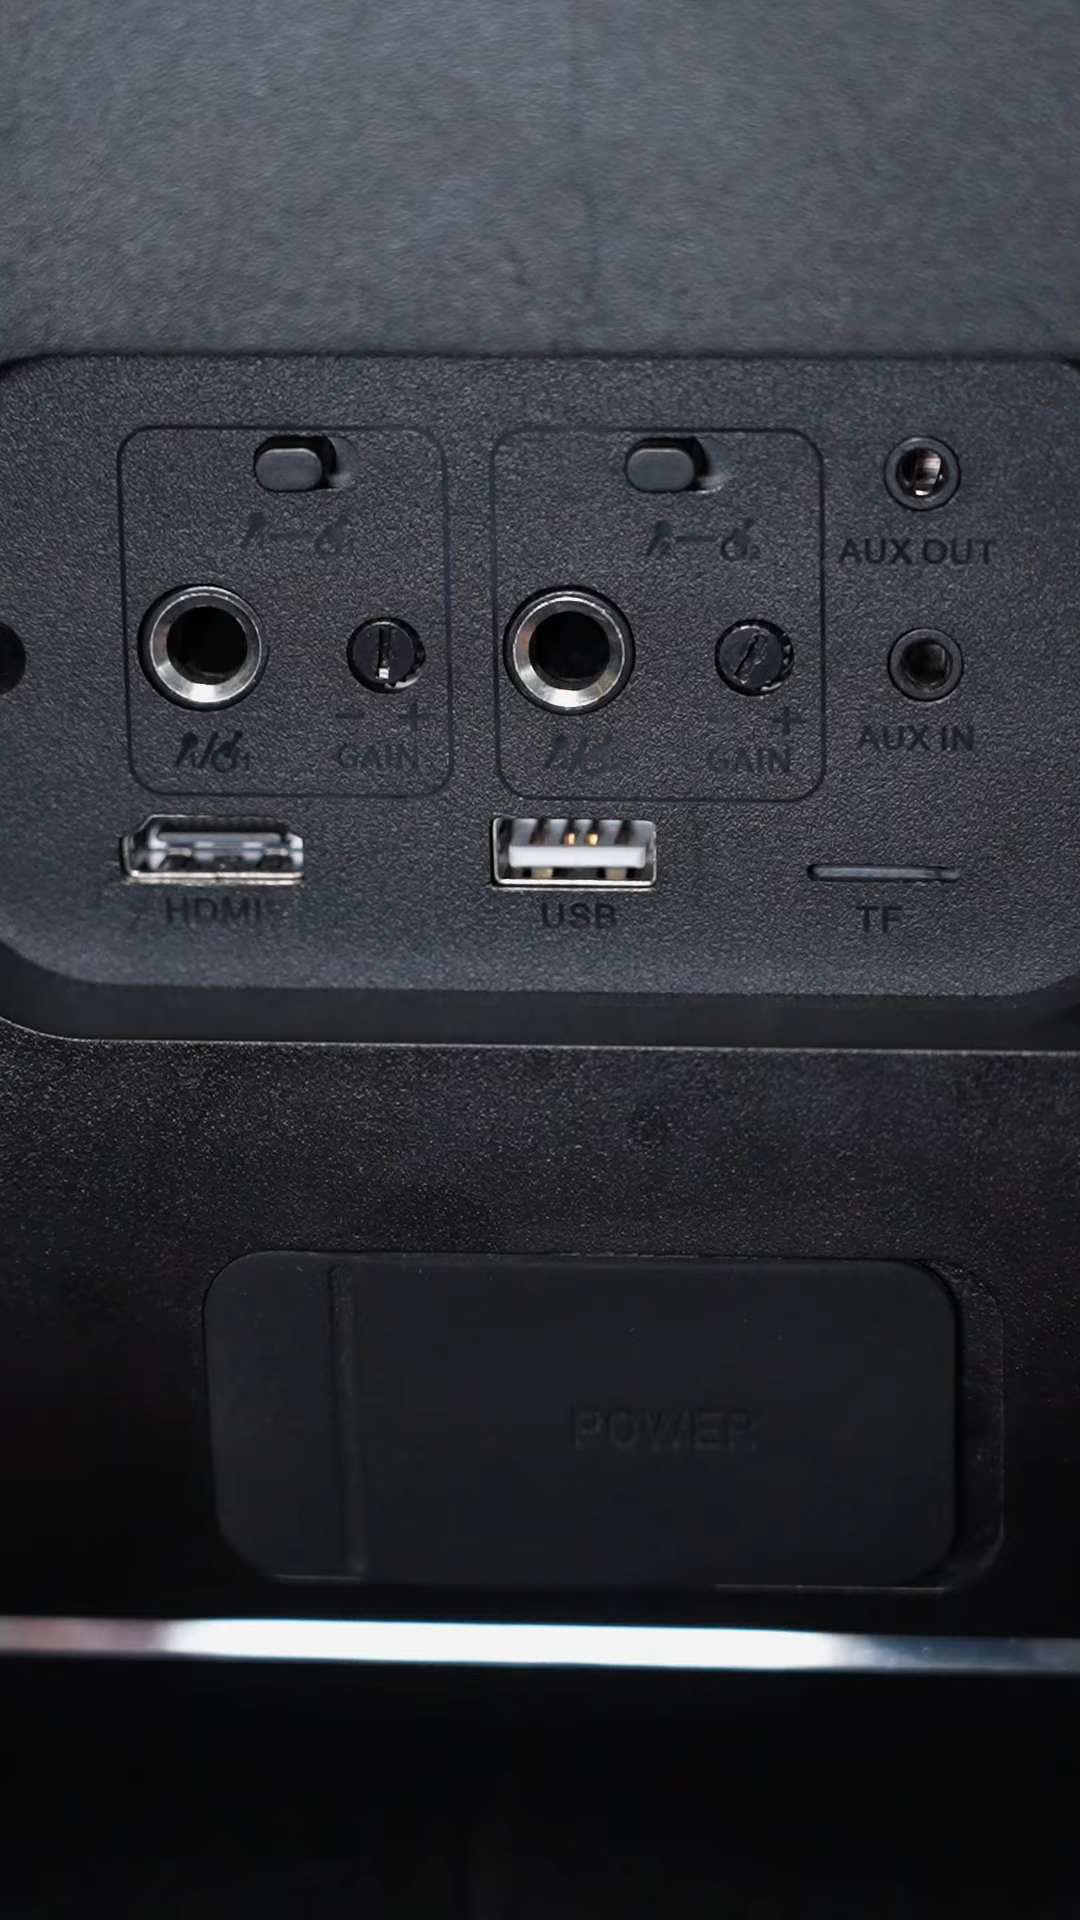 AUX OUT
AUX IN
- +
GAIN
- +
GAIN
HDMI
USB
TF
POWER